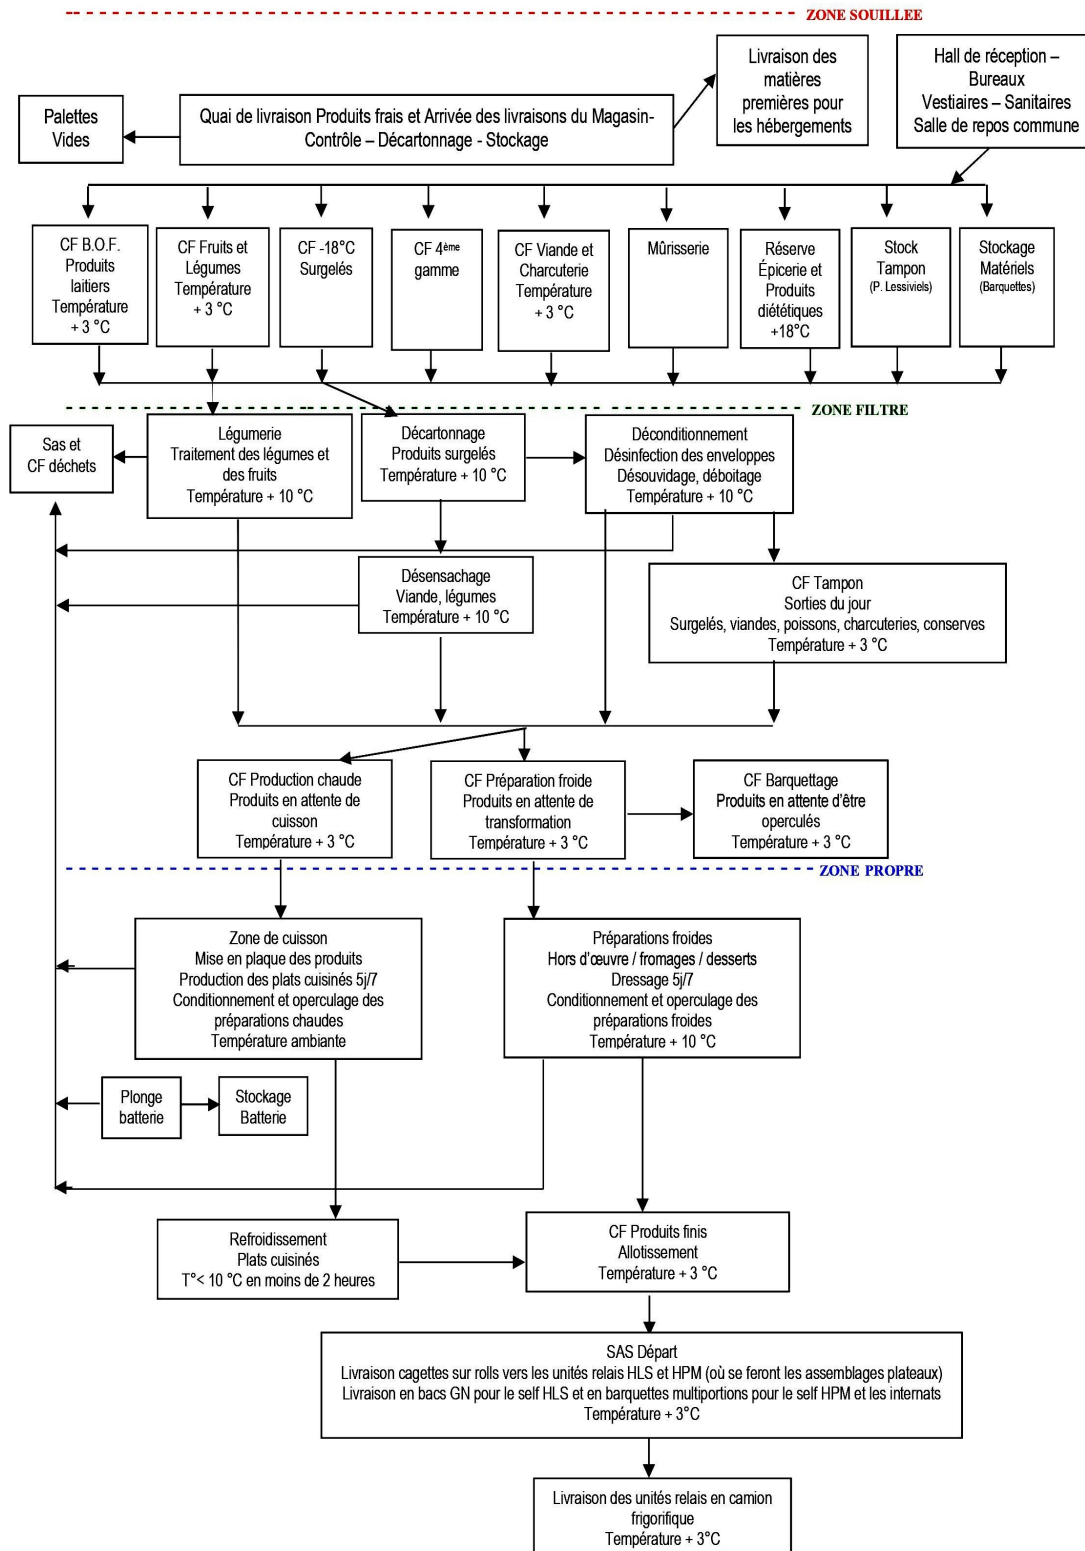 ZONE SOUILLEE
Palettes
Vides
Quai de livraison Produits frais et Arrivée des livraisons du Magasin-
Contrôle – Décartonnage - Stockage
Livraison des
matières
premières pour
les hébergements
Hall de réception –
Bureaux
Vestiaires – Sanitaires
Salle de repos commune
CF B.O.F.
Produits
laitiers
Température
+ 3 °C
CF Fruits et
Légumes
Température
+ 3 °C
CF -18°C
Surgelés
CF 4ème
gamme
CF Viande et
Charcuterie
Température
+ 3 °C
Mûrisserie
Réserve
Épicerie et
Produits
diététiques
+18°C
Stock
Tampon
(P. Lessiviels)
Stockage
Matériels
(Barquettes)
ZONE FILTRE
Sas et
CF déchets
Légumerie
Traitement des légumes et
des fruits
Température + 10 °C
Décartonnage
Produits surgelés
Température + 10 °C
Déconditionnement
Désinfection des enveloppes
Désouvidage, déboitage
Température + 10 °C
Désensachage
Viande, légumes
Température + 10 °C
CF Tampon
Sorties du jour
Surgelés, viandes, poissons, charcuteries, conserves
Température + 3 °C
CF Production chaude
Produits en attente de
cuisson
Température + 3 °C
CF Préparation froide
Produits en attente de
transformation
Température + 3 °C
CF Barquettage
Produits en attente d'être
operculés
Température + 3 °C
ZONE PROPRE
Zone de cuisson
Mise en plaque des produits
Production des plats cuisinés 5j/7
Conditionnement et operculage des
préparations chaudes
Température ambiante
Préparations froides
Hors d'œuvre / fromages / desserts
Dressage 5j/7
Conditionnement et operculage des
préparations froides
Température + 10 °C
Plonge
batterie
Stockage
Batterie
Refroidissement
Plats cuisinés
T°< 10 °C en moins de 2 heures
CF Produits finis
Allotissement
Température + 3 °C
SAS Départ
Livraison cagettes sur rolls vers les unités relais HLS et HPM (où se feront les assemblages plateaux)
Livraison en bacs GN pour le self HLS et en barquettes multiportions pour le self HPM et les internats
Température + 3°C
Livraison des unités relais en camion
frigorifique
Température + 3°C